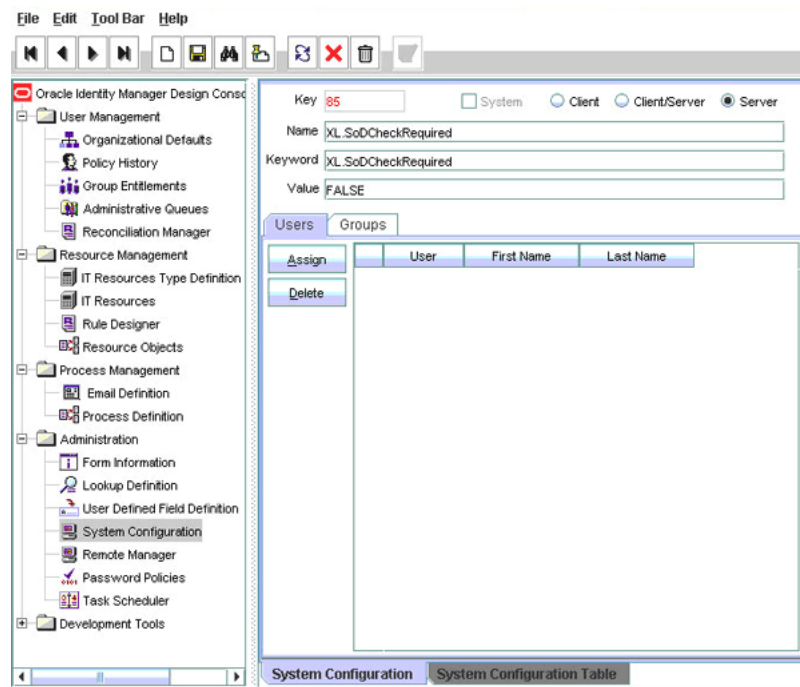 File Edit Tool Bar Help
Oracle Identity Manager Design Consc
User Management
Organizational Defaults
Policy History
Group Entitlements
Administrative Queues
Reconciliation Manager
Resource Management
IT Resources Type Definition
IT Resources
Rule Designer
Resource Objects
Process Management
Email Definition
Process Definition
Administration
Form Information
Lookup Definition
User Defined Field Definition
System Configuration
Remote Manager
Password Policies
Task Scheduler
Development Tools
Key 85 System Client Client/Server Server
Name XL.SoDCheckRequired
Keyword XL.SoDCheckRequired
Value FALSE
Users Groups
Assign User First Name Last Name
Delete
System Configuration System Configuration Table